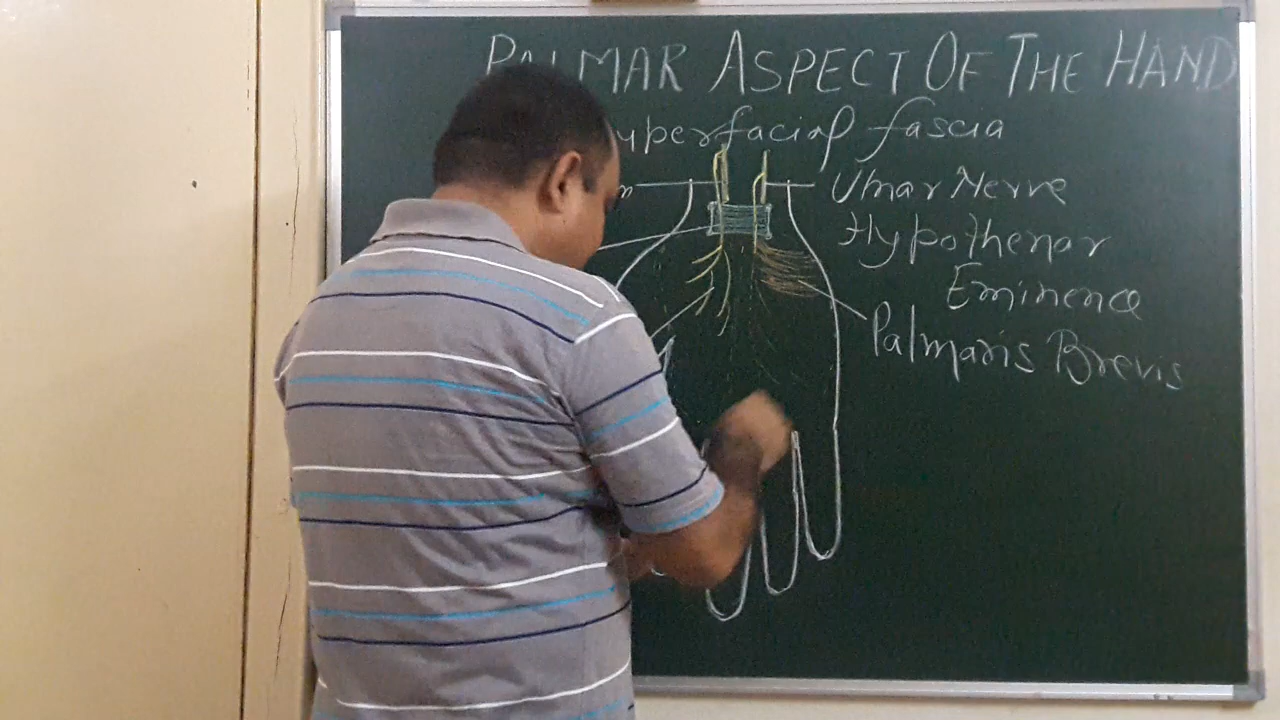 PALMAR ASPECT OF THE HAND
uperfacial fascia
Ulnar Nerve
Hypothenar
Eminence
Palmaris Brevis